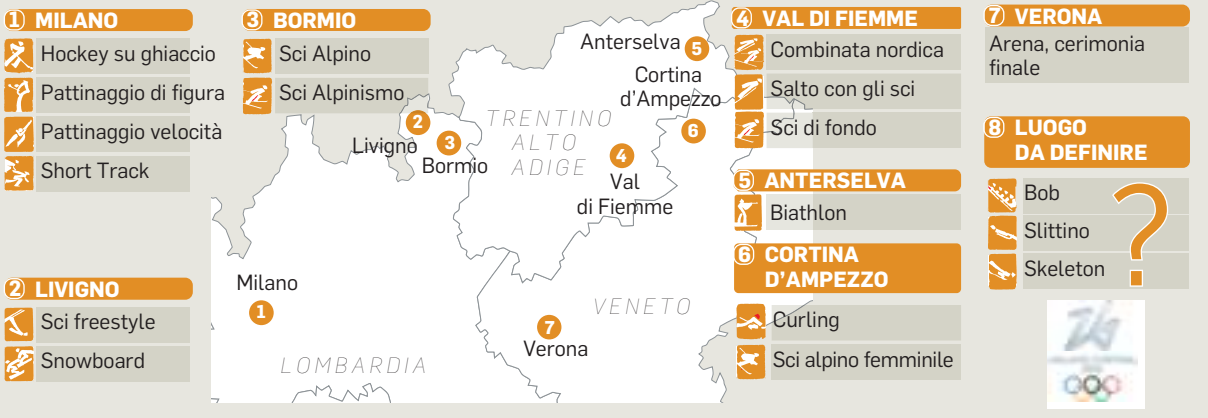 1 MILANO
Hockey su ghiaccio
Pattinaggio di figura
Pattinaggio velocità
Short Track
2 LIVIGNO
Sci freestyle
Snowboard
3 BORMIO
Sci Alpino
Sci Alpinismo
Anterselva 5
Cortina
d'Ampezzo
6
TRENTINO
ALTO
ADIGE
2
Livigno
3
Bormio
4
Val
di Fiemme
Milano
1
VENETO
7
Verona
LOMBARDIA
4 VAL DI FIEMME
Combinata nordica
Salto con gli sci
Sci di fondo
5 ANTERSELVA
Biathlon
6 CORTINA
D'AMPEZZO
Curling
Sci alpino femminile
7 VERONA
Arena, cerimonia
finale
8 LUOGO
DA DEFINIRE
Bob
Slittino
Skeleton
?
26